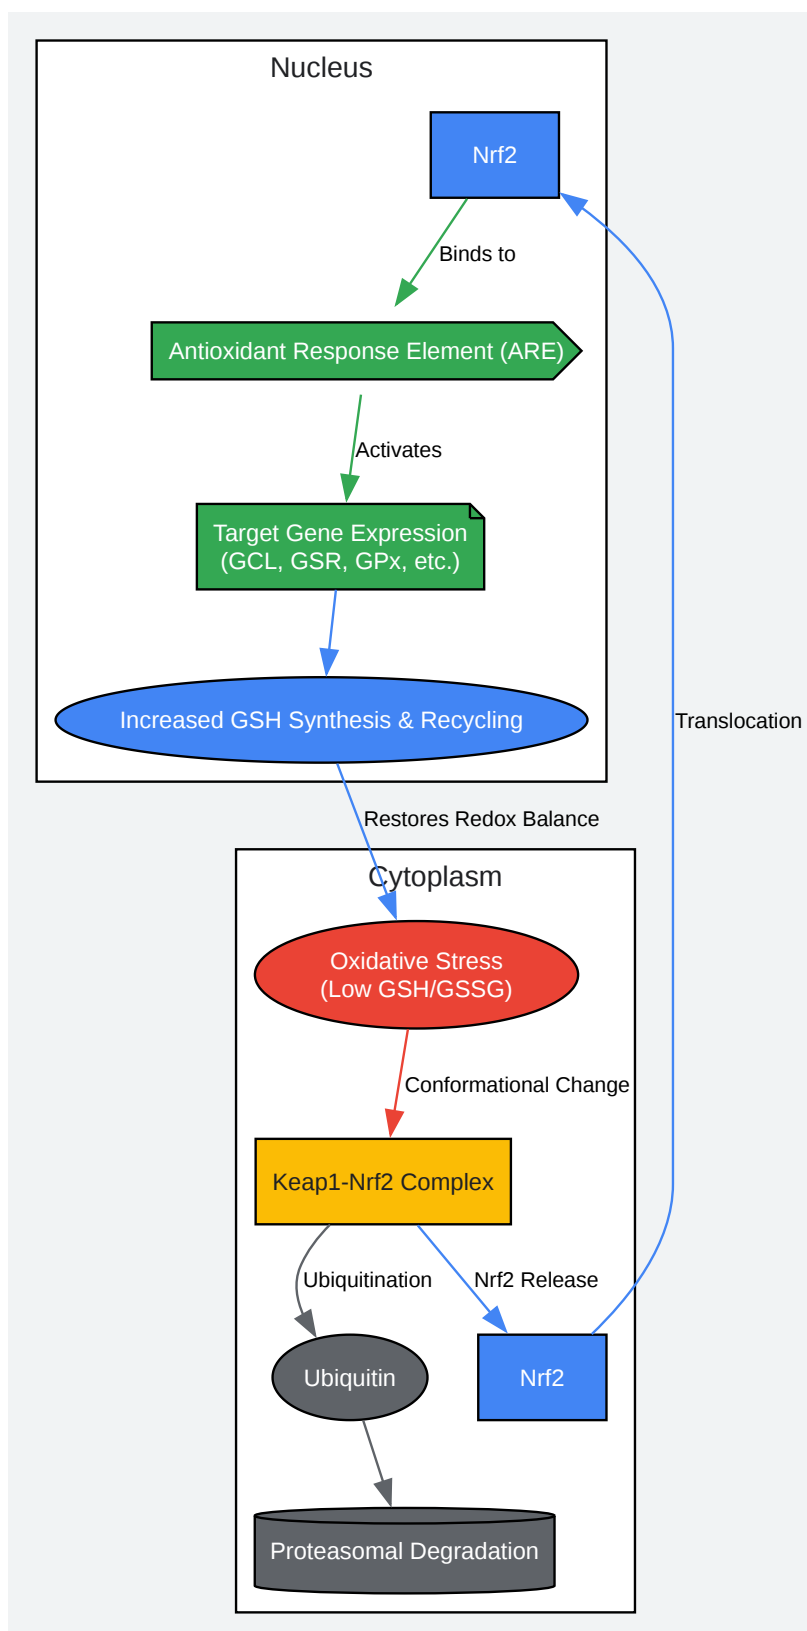 Nucleus
Nrf2
Binds to
Antioxidant Response Element (ARE)
Activates
Target Gene Expression
(GCL, GSR, GPx, etc.)
Increased GSH Synthesis & Recycling
Translocation
Restores Redox Balance
Cytoplasm
Oxidative Stress
(Low GSH/GSSG)
Conformational Change
Keap1-Nrf2 Complex
Ubiquitination
Nrf2 Release
Ubiquitin
Nrf2
Proteasomal Degradation